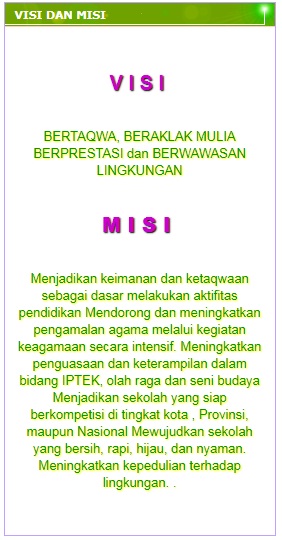 VISI DAN MISI
V I S I
BERTAQWA, BERAKLAK MULIA
BERPRESTASI dan BERWAWASAN
LINGKUNGAN
M I S I
Menjadikan keimanan dan ketaqwaan
sebagai dasar melakukan aktifitas
pendidikan Mendorong dan meningkatkan
pengamalan agama melalui kegiatan
keagamaan secara intensif. Meningkatkan
penguasaan dan keterampilan dalam
bidang IPTEK, olah raga dan seni budaya
Menjadikan sekolah yang siap
berkompetisi di tingkat kota , Provinsi,
maupun Nasional Mewujudkan sekolah
yang bersih, rapi, hijau, dan nyaman.
Meningkatkan kepedulian terhadap
lingkungan. .